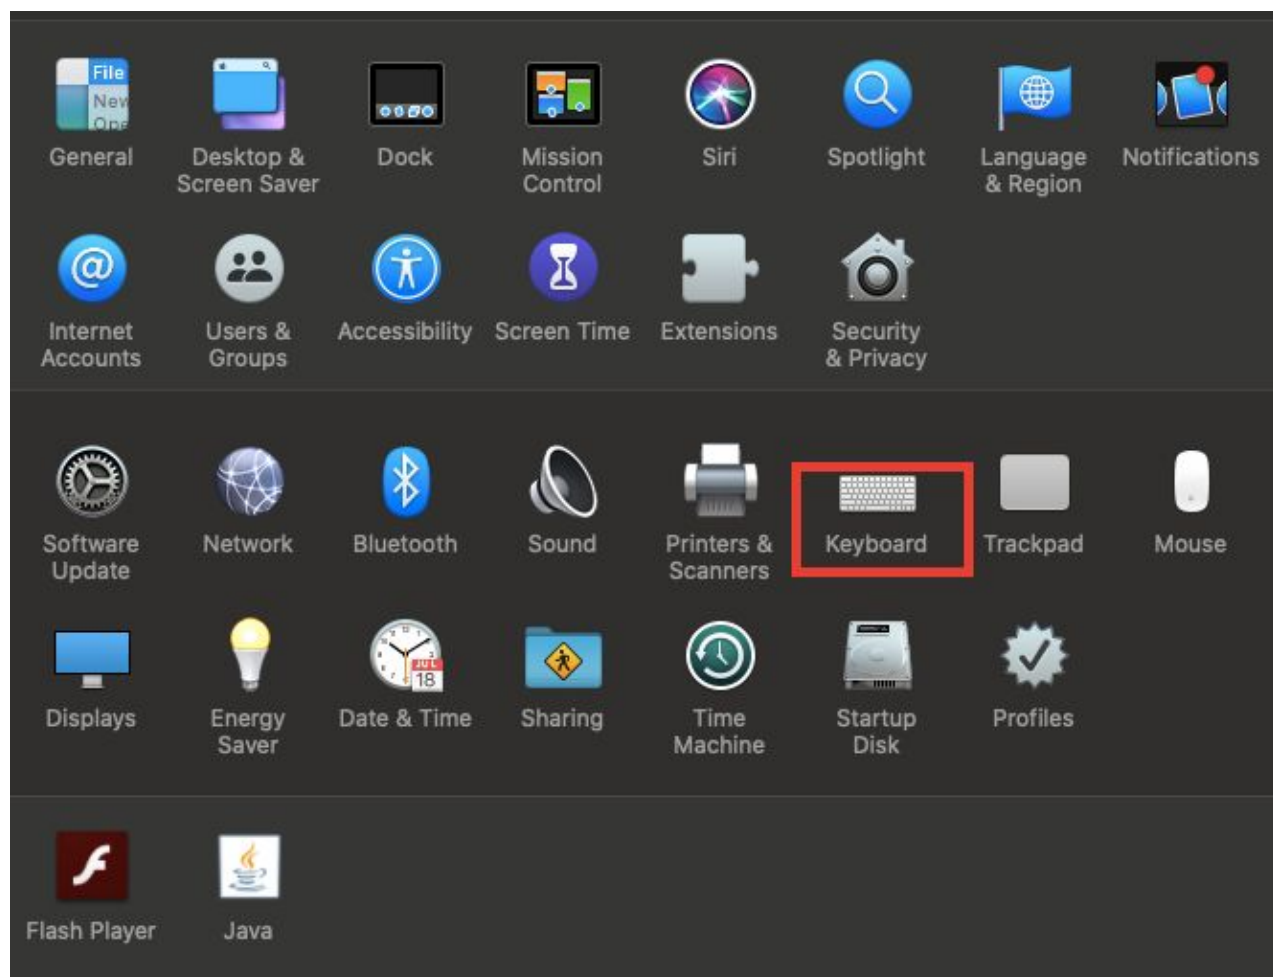 File
New
Ope
General
Desktop &
Screen Saver
Dock
Mission
Control
Siri
Spotlight
Language
& Region
Notifications
Internet
Accounts
Users &
Groups
Accessibility
Screen Time
Extensions
Security
& Privacy
Software
Update
Network
Bluetooth
Sound
Printers &
Scanners
Keyboard
Trackpad
Mouse
Displays
Energy
Saver
JUL
18
Date & Time
Sharing
Time
Machine
Startup
Disk
Profiles
Flash Player
Java